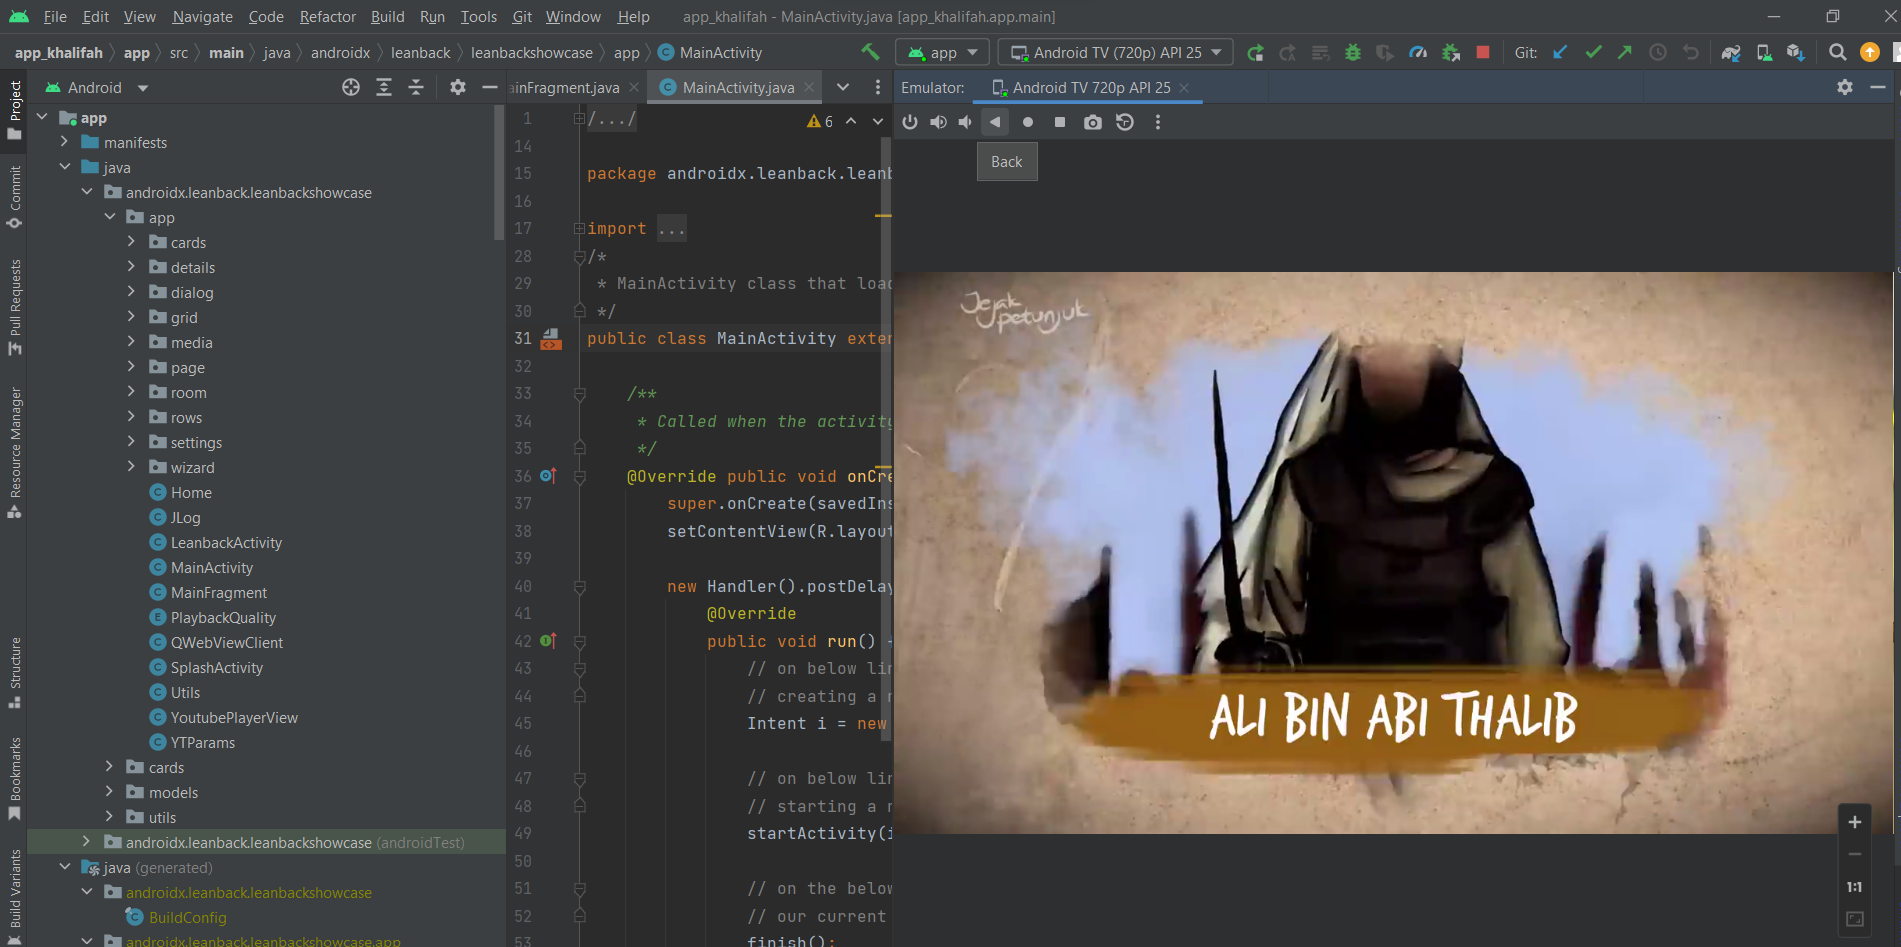 File Edit View Navigate Code Refactor Build Run Tools Git Window Help app_khalifah - MainActivity.java [app_khalifah.app.main]
app_khalifah app src main java androidx leanback leanbackshowcase app MainActivity app Android TV (720p) API 25 Git:
Android
ainFragment.java MainActivity.java
Emulator: Android TV 720p API 25
Back
Project
Commit
Pull Requests
Resource Manager
Structure
Bookmarks
Build Variants
app
manifests
java
androidx.leanback.leanbackshowcase
app
cards
details
dialog
grid
media
page
room
rows
settings
wizard
Home
JLog
LeanbackActivity
MainActivity
MainFragment
PlaybackQuality
QWebViewClient
SplashActivity
Utils
YoutubePlayerView
YTParams
cards
models
utils
androidx.leanback.leanbackshowcase (androidTest)
java (generated)
androidx.leanback.leanbackshowcase
BuildConfig
androidx.leanback.leanbackshowcase.app
6
1 /.../
14
15 package androidx.leanback.leanb
16
17 import ...
28 /*
29 * MainActivity class that loa
30 */
31 public class MainActivity exter
32
33 /**
34 * Called when the activity
35 */
36 @Override public void onCre
37 super.onCreate(savedIns
38 setContentView(R.layout
39
40 new Handler().postDelay
41 @Override
42 public void run()
43 // on below lin
44 // creating a n
45 Intent i = new
46
47 // on below lin
48 // starting a n
49 startActivity(i
50
51 // on the below
52 // our current
53 finish();
Jejak
petunjuk
ALI BIN ABI THALIB
1:1